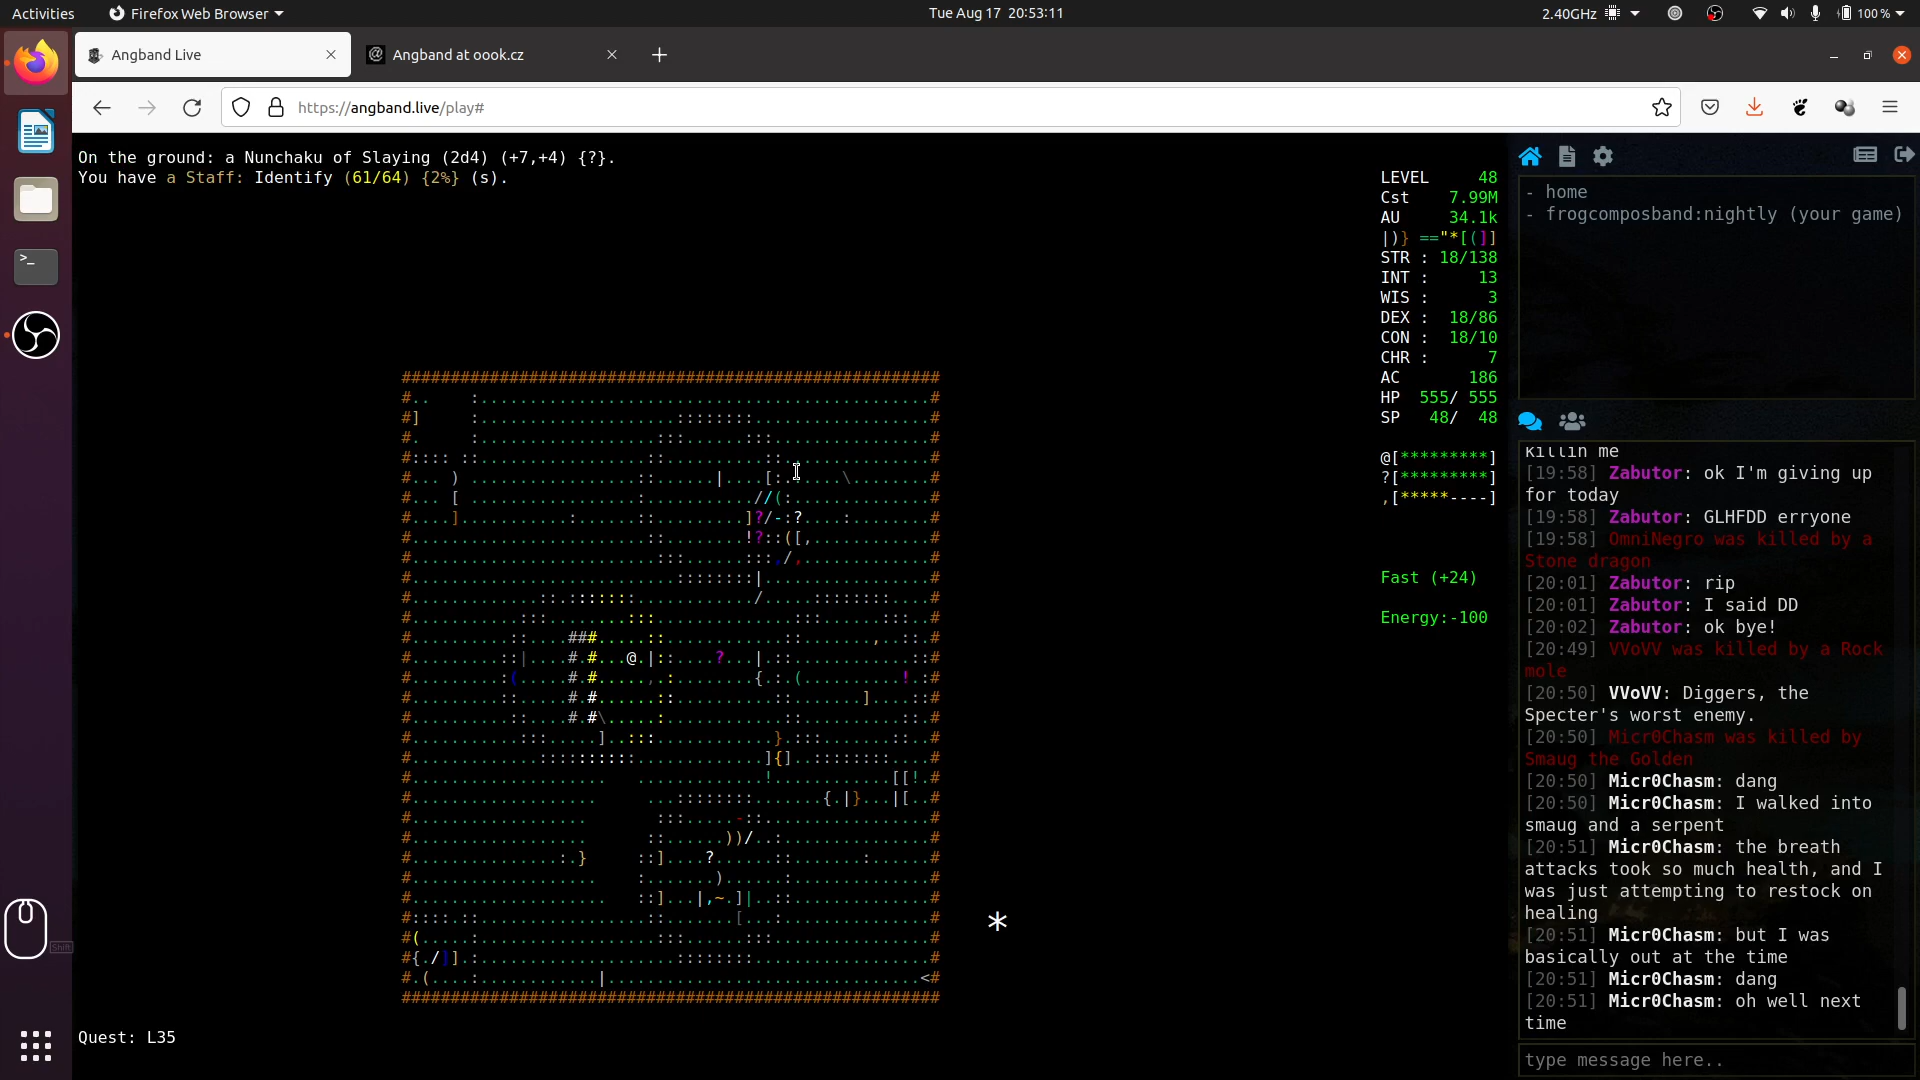 Activities Firefox Web Browser Tue Aug 17 20:53:11 2.40GHz 100 %
Angband Live Angband at oook.cz
https://angband.live/play#
On the ground: a Nunchaku of Slaying (2d4) (+7,+4) {?}.
You have a Staff: Identify (61/64) {2%} (s).
LEVEL 48
Cst 7.99M
AU 34.1k
|)} =="*[(]]
STR : 18/138
INT : 13
WIS : 3
DEX : 18/86
CON : 18/10
CHR : 7
AC 186
HP 555/ 555
SP 48/ 48
@[*********]
?[*********]
,[*****----]
Fast (+24)
Energy:-100
Quest: L35
Shift
- home
- frogcomposband:nightly (your game)
killin me
[19:58] Zabutor: ok I'm giving up
for today
[19:58] Zabutor: GLHFDD erryone
[19:58] OmniNegro was killed by a
Stone dragon
[20:01] Zabutor: rip
[20:01] Zabutor: I said DD
[20:02] Zabutor: ok bye!
[20:49] VVoVV was killed by a Rock
mole
[20:50] VVoVV: Diggers, the
Specter's worst enemy.
[20:50] Micr0Chasm was killed by
Smaug the Golden
[20:50] Micr0Chasm: dang
[20:50] Micr0Chasm: I walked into
smaug and a serpent
[20:51] Micr0Chasm: the breath
attacks took so much health, and I
was just attempting to restock on
healing
[20:51] Micr0Chasm: but I was
basically out at the time
[20:51] Micr0Chasm: dang
[20:51] Micr0Chasm: oh well next
time
type message here..